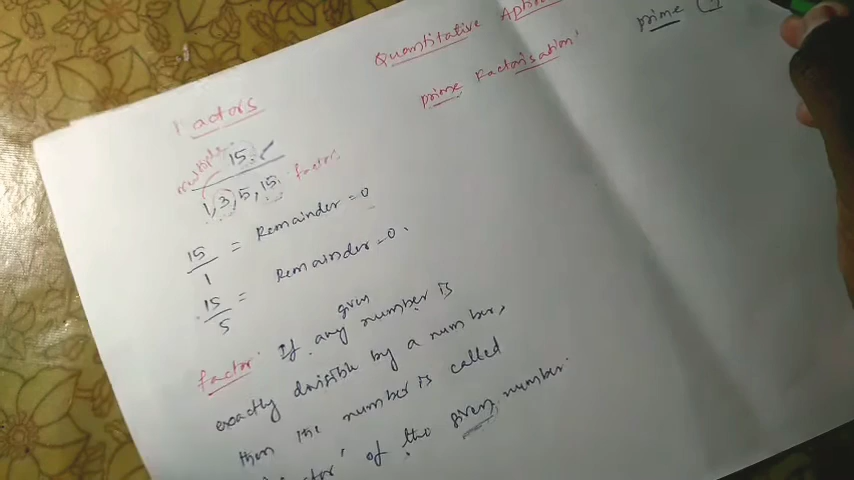 Quantitative
prime
Factors
prime Factorisation
multiple 15
1, 3, 5, 15. factor
15/1 = Remainder = 0
15/5 = Remainder = 0.
factor If any given number is
exactly divisible by a number,
then the number is called
of the given number.